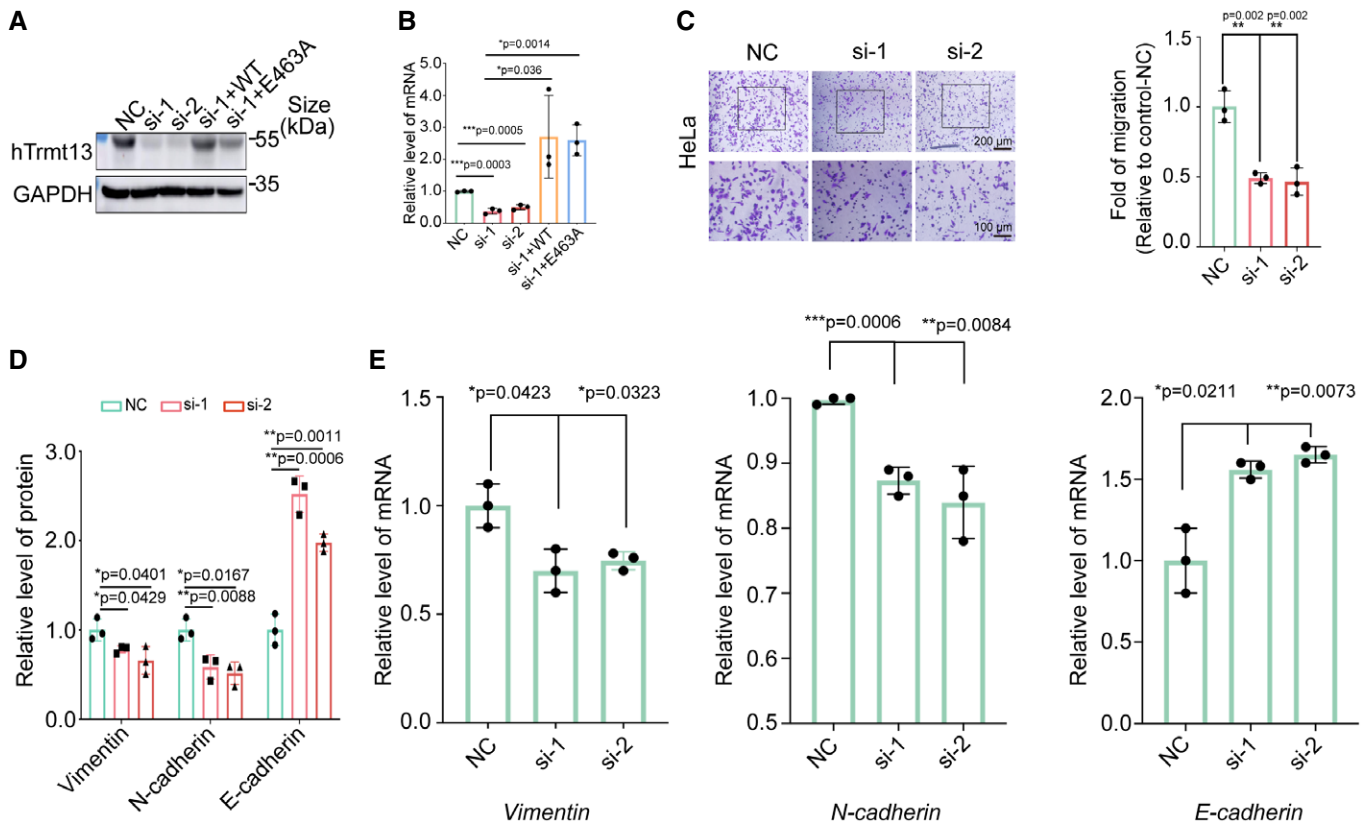 A
NC
si-1
si-2
si-1+WT
si-1+E463A
Size
(kDa)
hTrmt13
-55
GAPDH
-35
B
*p=0.0014
*p=0.036
***p=0.0005
***p=0.0003
Relative level of mRNA
5.0
4.0
3.0
2.0
1.0
0.0
NC
si-1
si-2
si-1+WT
si-1+E463A
C
NC
si-1
si-2
HeLa
200 µm
100 µm
p=0.002 p=0.002
** **
Fold of migration
(Relative to control-NC)
1.5
1.0
0.5
0.0
NC
si-1
si-2
D
NC si-1 si-2
Relative level of protein
3.0
2.0
1.0
0.0
*p=0.0401
*p=0.0429
*p=0.0167
**p=0.0088
**p=0.0011
**p=0.0006
Vimentin
N-cadherin
E-cadherin
E
*p=0.0423 *p=0.0323
Relative level of mRNA
1.5
1.0
0.5
0.0
NC
si-1
si-2
Vimentin
***p=0.0006 **p=0.0084
Relative level of mRNA
1.0
0.9
0.8
0.7
0.6
0.5
NC
si-1
si-2
N-cadherin
*p=0.0211 **p=0.0073
Relative level of mRNA
2.0
1.5
1.0
0.5
0.0
NC
si-1
si-2
E-cadherin